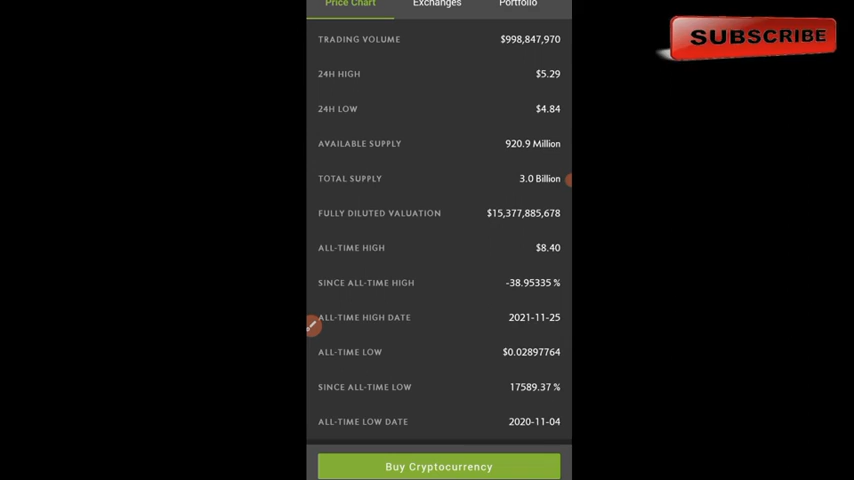 Price Chart Exchanges Portfolio
SUBSCRIBE
TRADING VOLUME $998,847,970
24H HIGH $5.29
24H LOW $4.84
AVAILABLE SUPPLY 920.9 Million
TOTAL SUPPLY 3.0 Billion
FULLY DILUTED VALUATION $15,377,885,678
ALL-TIME HIGH $8.40
SINCE ALL-TIME HIGH -38.95335 %
ALL-TIME HIGH DATE 2021-11-25
ALL-TIME LOW $0.02897764
SINCE ALL-TIME LOW 17589.37 %
ALL-TIME LOW DATE 2020-11-04
Buy Cryptocurrency